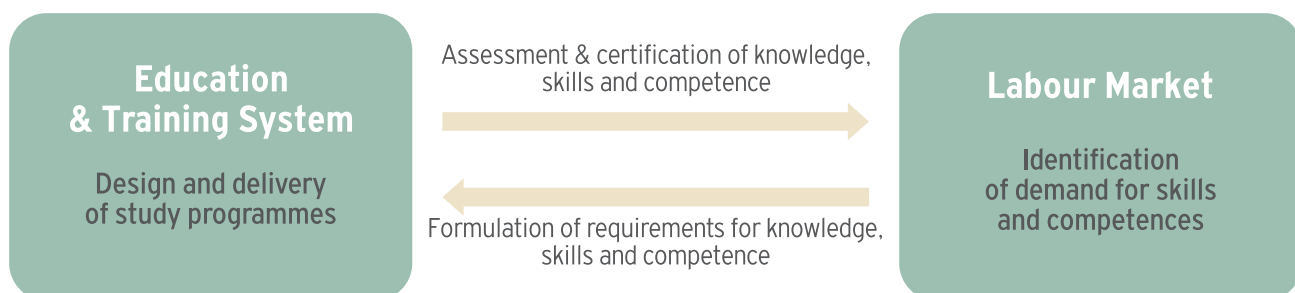 Education
& Training System
Design and delivery
of study programmes
Assessment & certification of knowledge,
skills and competence
Formulation of requirements for knowledge,
skills and competence
Labour Market
Identification
of demand for skills
and competences